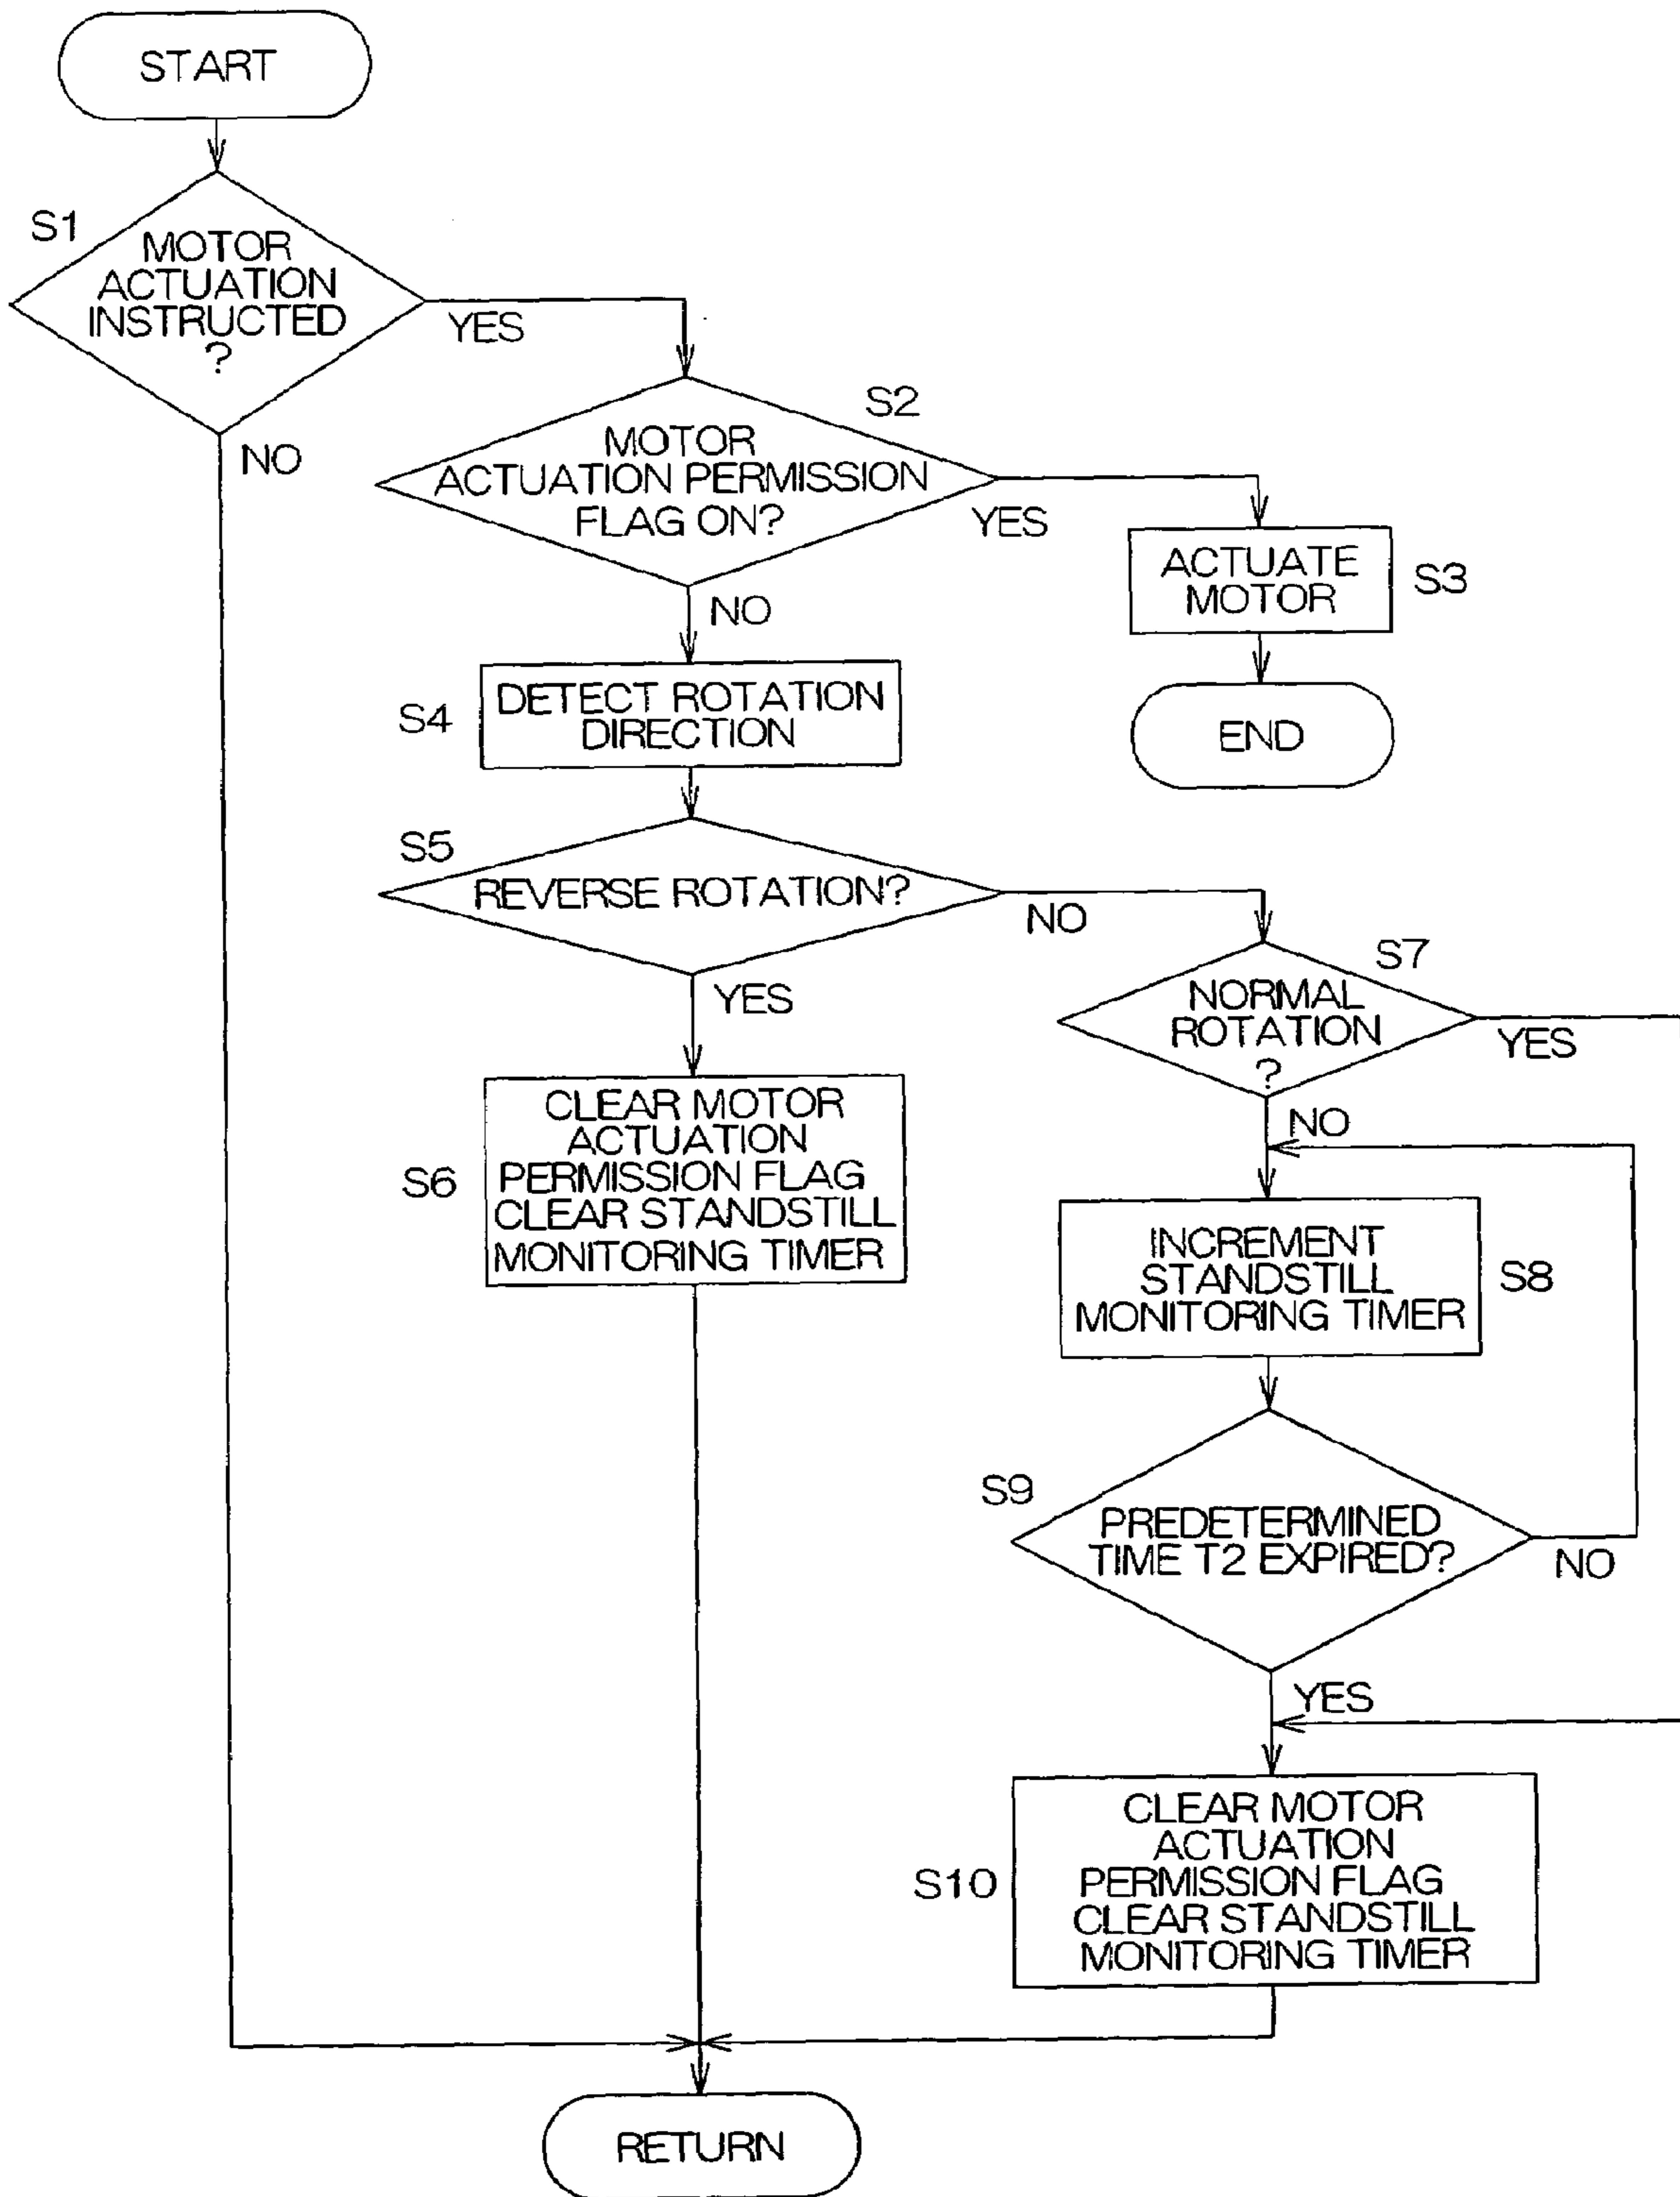 START
S1
MOTOR
ACTUATION
INSTRUCTED
?
YES
NO
S2
MOTOR
ACTUATION PERMISSION
FLAG ON?
YES
NO
ACTUATE
MOTOR
S3
END
S4
DETECT ROTATION
DIRECTION
S5
REVERSE ROTATION?
NO
YES
S7
NORMAL
ROTATION
?
YES
NO
S6
CLEAR MOTOR
ACTUATION
PERMISSION FLAG
CLEAR STANDSTILL
MONITORING TIMER
INCREMENT
STANDSTILL
MONITORING TIMER
S8
S9
PREDETERMINED
TIME T2 EXPIRED?
NO
YES
S10
CLEAR MOTOR
ACTUATION
PERMISSION FLAG
CLEAR STANDSTILL
MONITORING TIMER
RETURN